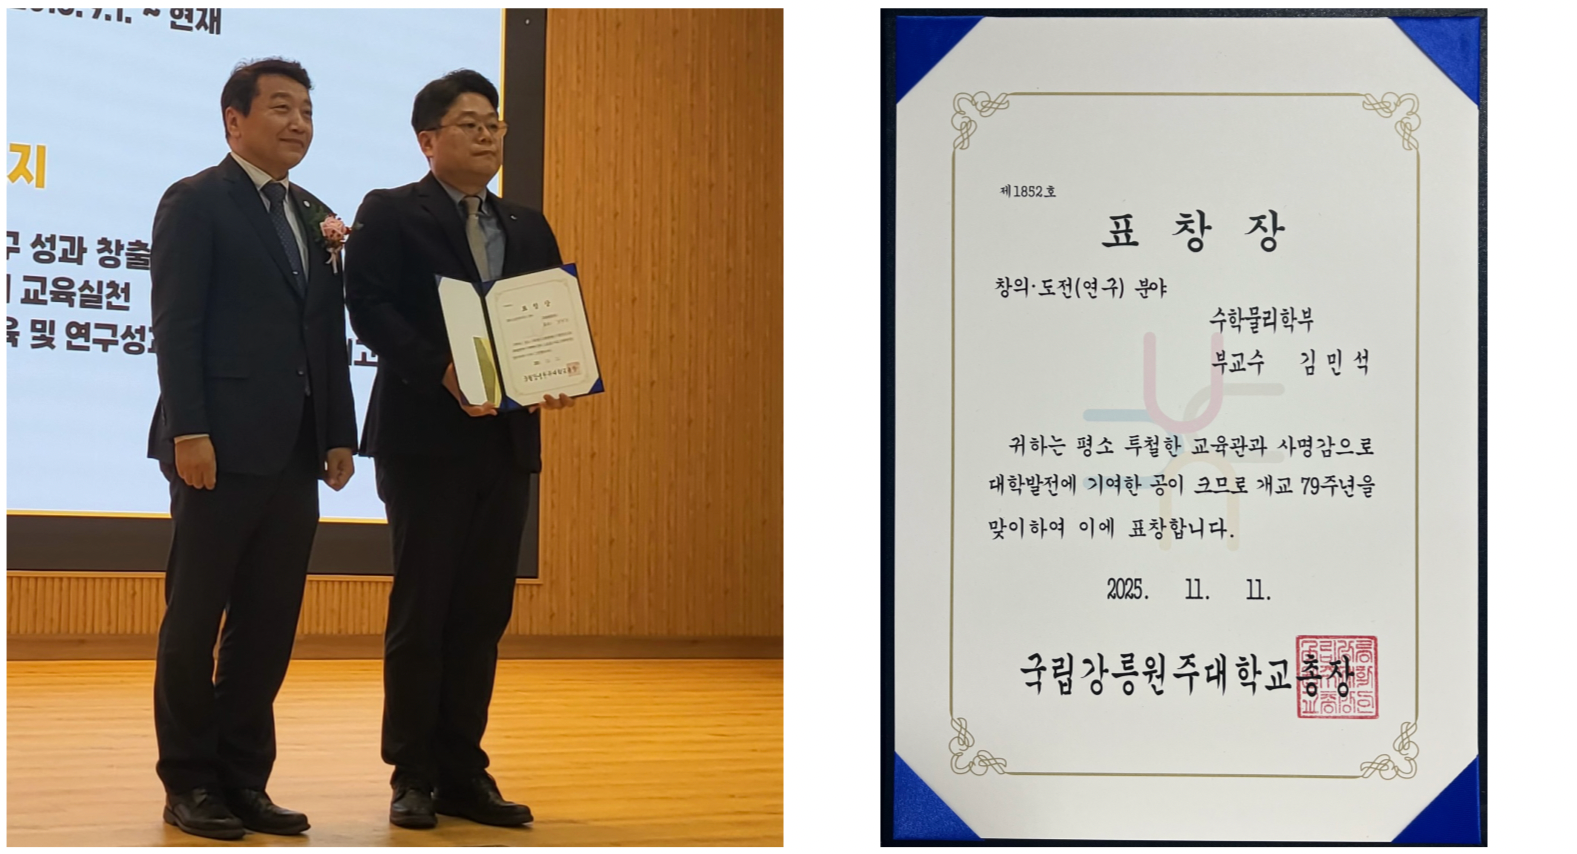 ~ 현재
지
성과 창출
교육실천
및 연구성
표창장
제1852호
표 창 장
창의·도전(연구) 분야
수학물리학부
부교수 김 민 석
귀하는 평소 투철한 교육관과 사명감으로
대학발전에 기여한 공이 크므로 개교 79주년을
맞이하여 이에 표창합니다.
2025. 11. 11.
국립강릉원주대학교총장